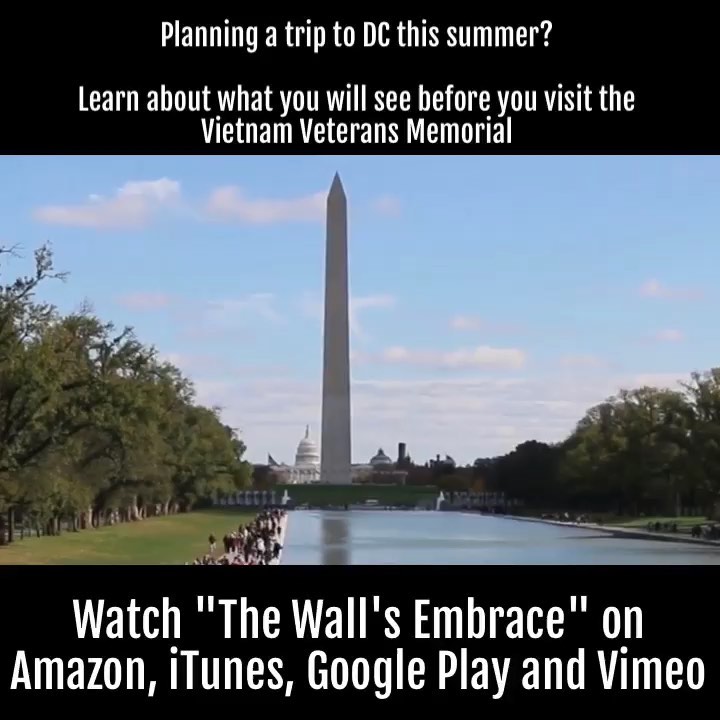 Planning a trip to DC this summer?
Learn about what you will see before you visit the
Vietnam Veterans Memorial
Watch "The Wall's Embrace" on
Amazon, iTunes, Google Play and Vimeo